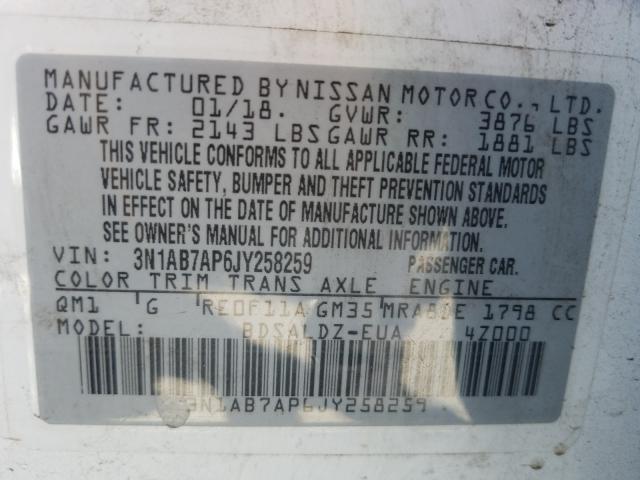 MANUFACTURED BY NISSAN MOTOR CO., LTD.
DATE: 01/18. GVWR: 3876 LBS
GAWR FR: 2143 LBS GAWR RR: 1881 LBS
THIS VEHICLE CONFORMS TO ALL APPLICABLE FEDERAL MOTOR
VEHICLE SAFETY, BUMPER AND THEFT PREVENTION STANDARDS
IN EFFECT ON THE DATE OF MANUFACTURE SHOWN ABOVE.
SEE OWNER'S MANUAL FOR ADDITIONAL INFORMATION.
VIN: 3N1AB7AP6JY258259 PASSENGER CAR.
COLOR TRIM TRANS AXLE ENGINE
QM1 G RE0F11A GM35 MRA8DE 1798 CC
MODEL: BDSALDZ-EUA 4Z000
3N1AB7AP6JY258259